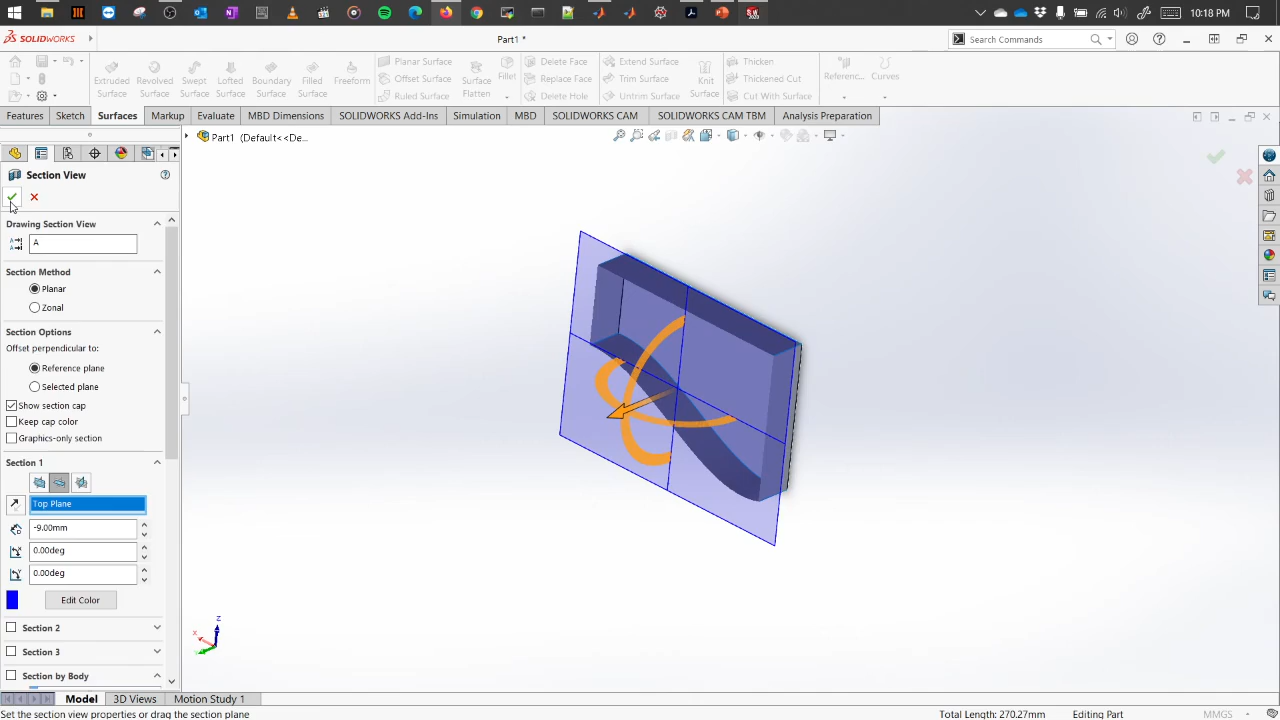 10:18 PM
SOLIDWORKS
Part1 *
Search Commands
Extruded Surface
Revolved Surface
Swept Surface
Lofted Surface
Boundary Surface
Filled Surface
Freeform
Planar Surface
Offset Surface
Ruled Surface
Surface Flatten
Fillet
Delete Face
Replace Face
Delete Hole
Extend Surface
Trim Surface
Untrim Surface
Knit Surface
Thicken
Thickened Cut
Cut With Surface
Referenc...
Curves
Features Sketch Surfaces Markup Evaluate MBD Dimensions SOLIDWORKS Add-Ins Simulation MBD SOLIDWORKS CAM SOLIDWORKS CAM TBM Analysis Preparation
Part1 (Default<<De...
Section View
Drawing Section View
A
Section Method
Planar
Zonal
Section Options
Offset perpendicular to:
Reference plane
Selected plane
Show section cap
Keep cap color
Graphics-only section
Section 1
Top Plane
-9.00mm
0.00deg
0.00deg
Edit Color
Section 2
Section 3
Section by Body
Z
X
Model 3D Views Motion Study 1
Set the section view properties or drag the section plane Total Length: 270.27mm Editing Part MMGS